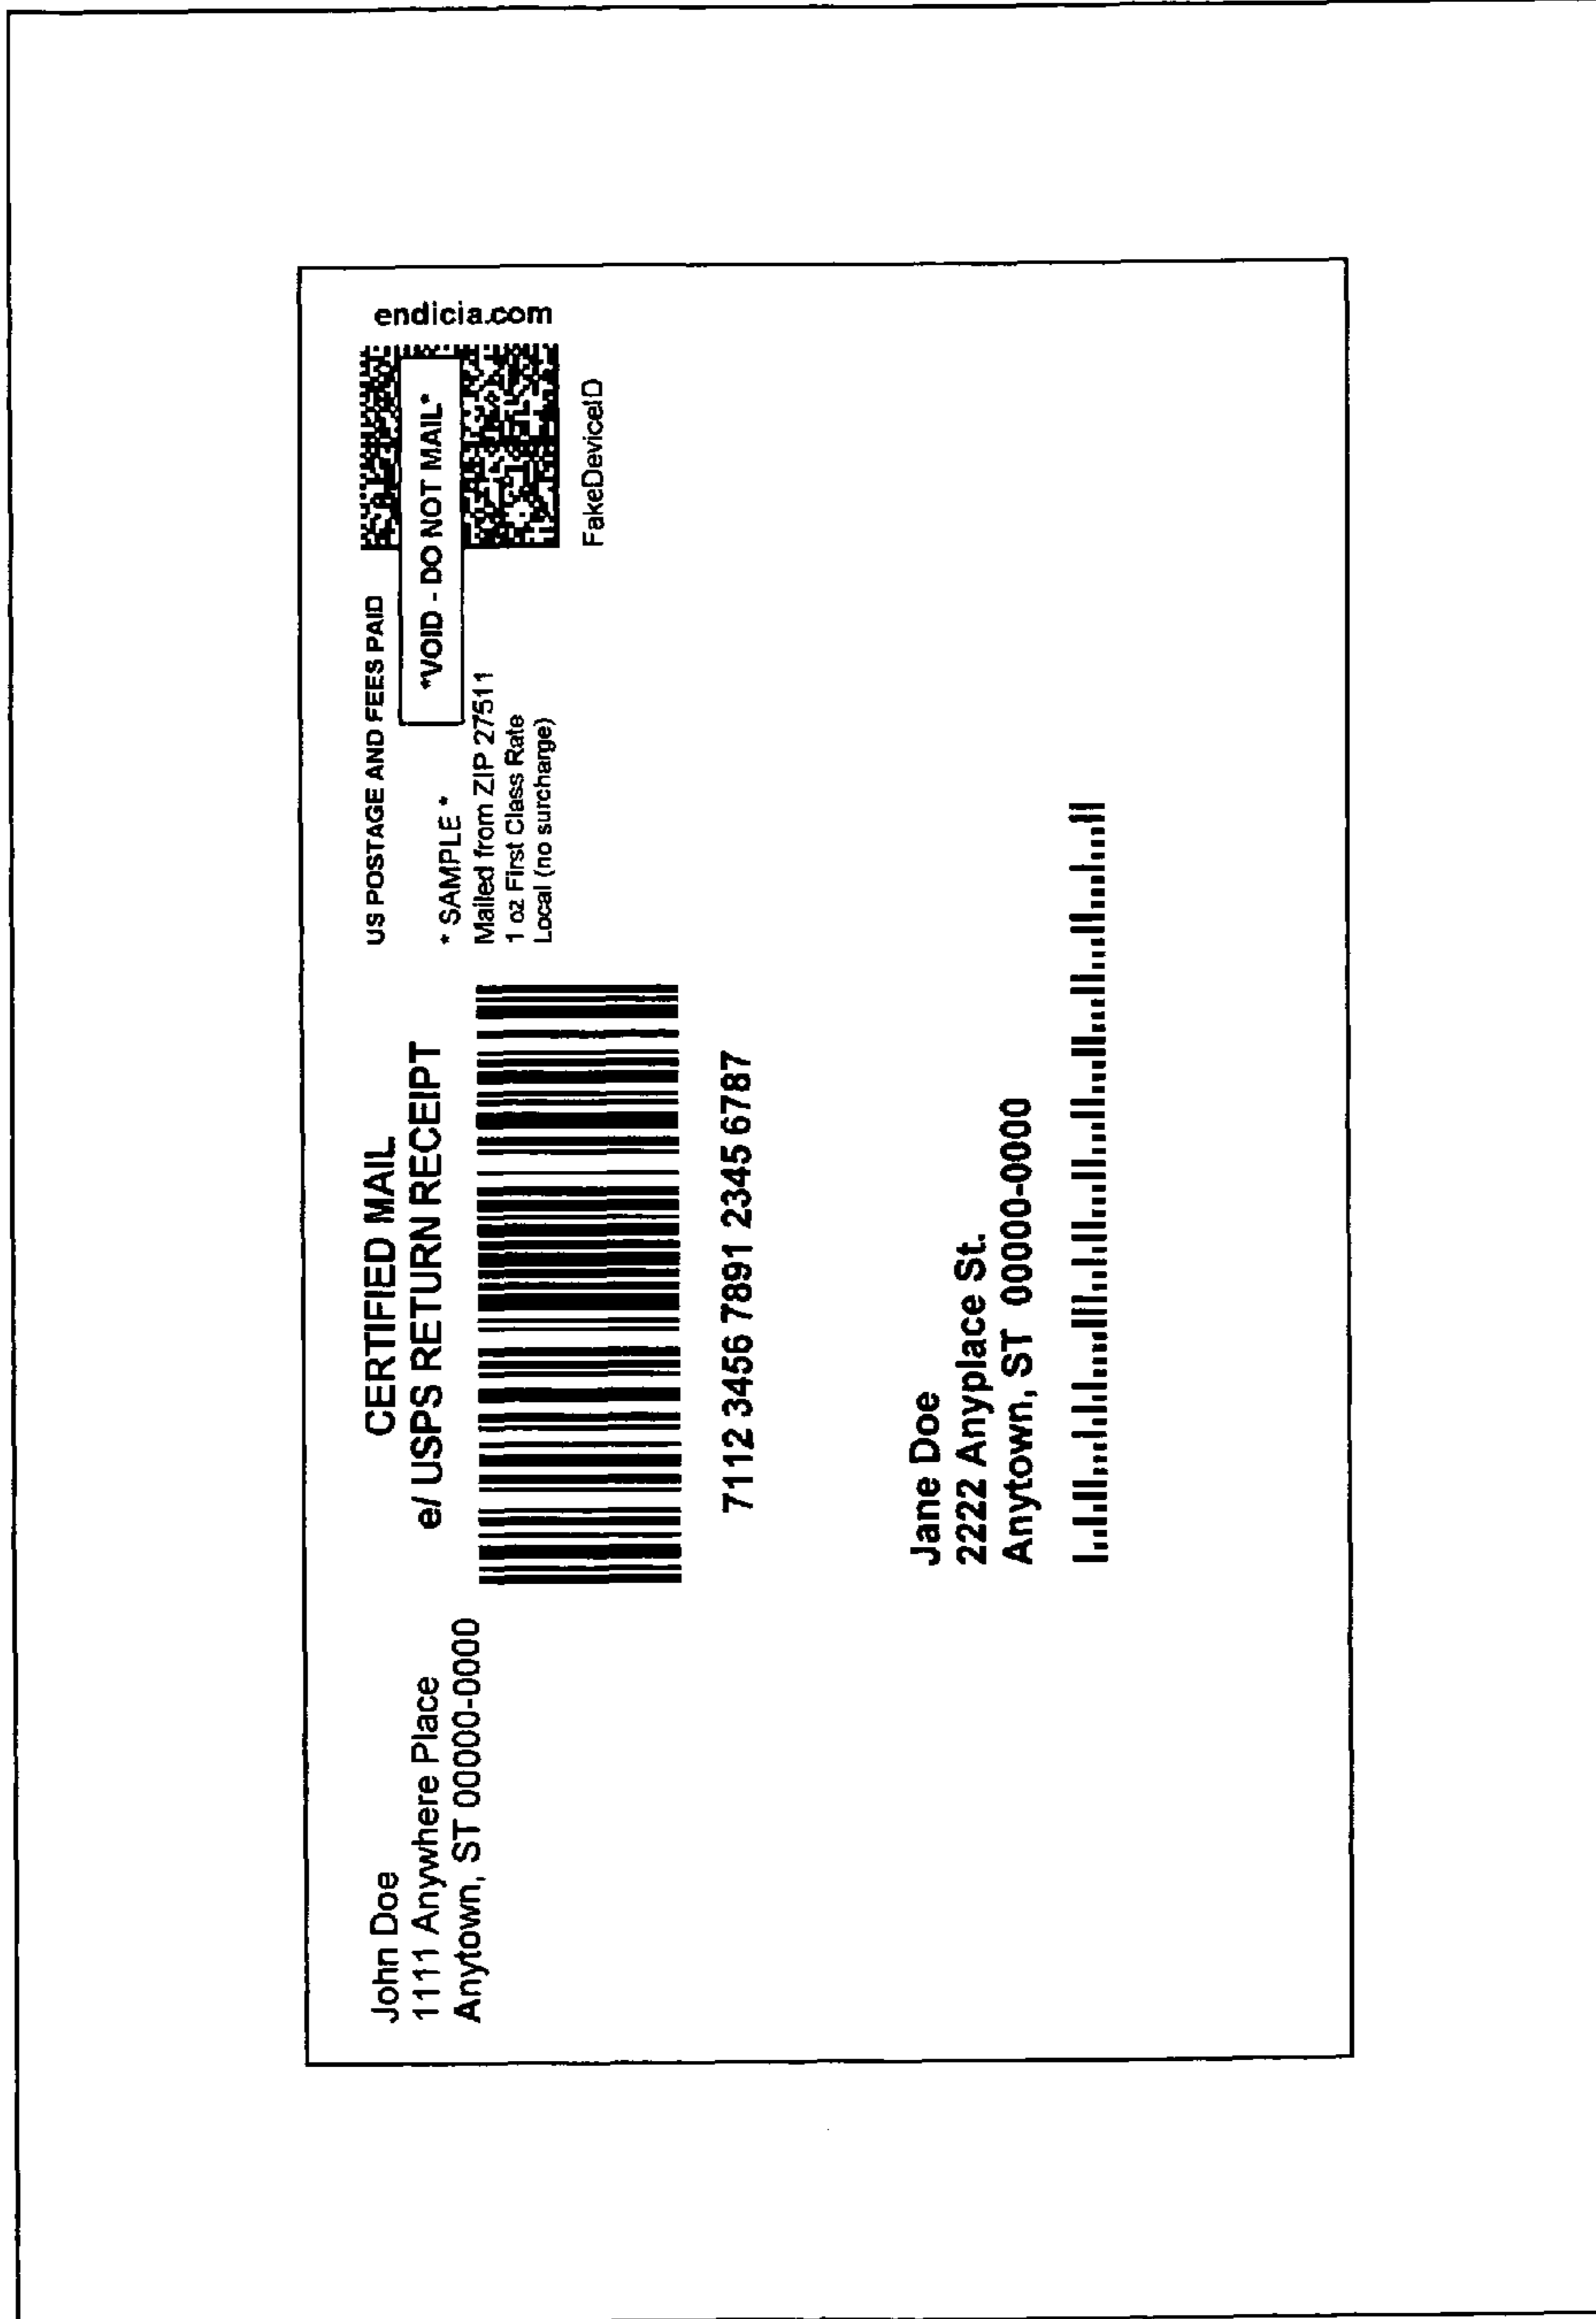 John Doe
1111 Anywhere Place
Anytown, ST 00000-0000
CERTIFIED MAIL
e/ USPS RETURN RECEIPT
7112 3456 7891 2345 6787
US POSTAGE AND FEES PAID
*VOID - DO NOT MAIL*
* SAMPLE *
Mailed from ZIP 27511
1 oz First Class Rate
Local (no surcharge)
endicia.com
FakeDeviceID
Jane Doe
2222 Anyplace St.
Anytown, ST 00000-0000